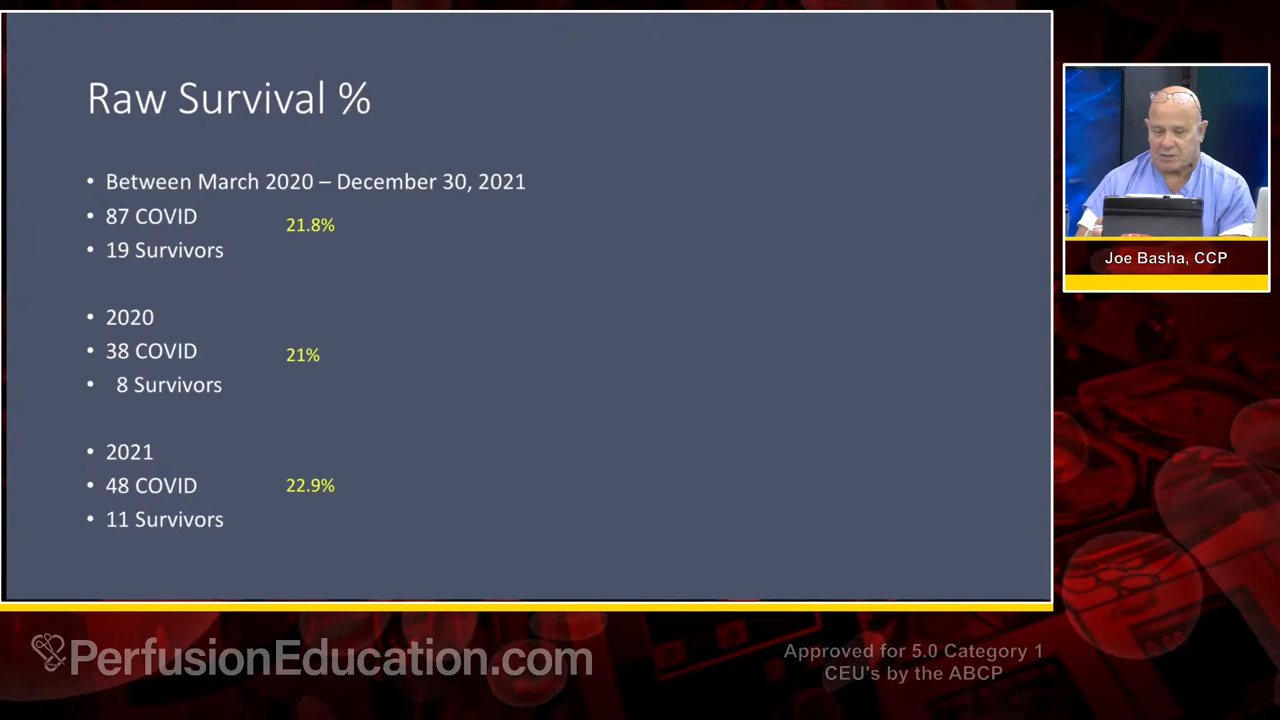 Raw Survival %
• Between March 2020 – December 30, 2021
• 87 COVID
21.8%
• 19 Survivors
• 2020
• 38 COVID
21%
• 8 Survivors
• 2021
• 48 COVID
22.9%
• 11 Survivors
Joe Basha, CCP
PerfusionEducation.com
Approved for 5.0 Category 1
CEU's by the ABCP